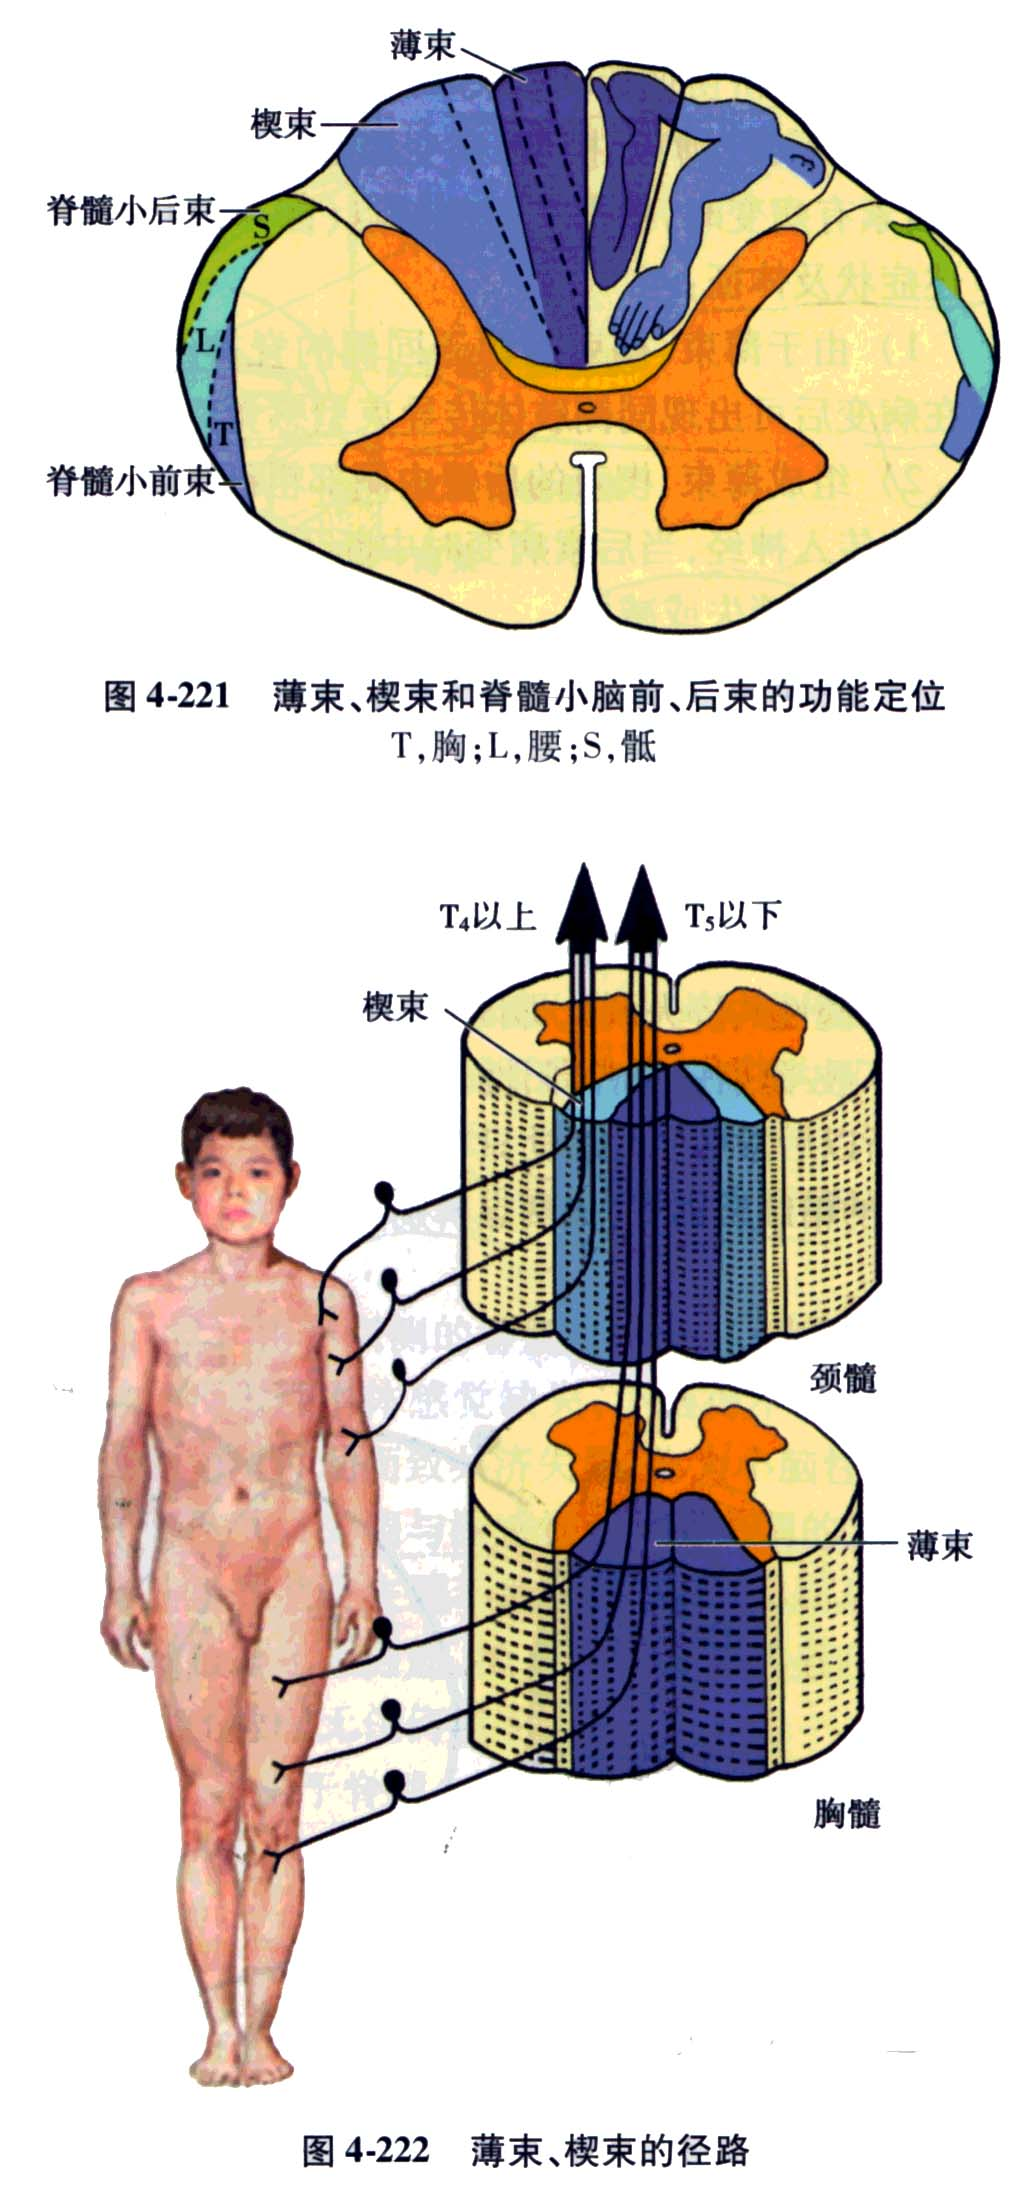 薄束
楔束
脊髓小后束
S
L
T
脊髓小前束
图 4-221 薄束、楔束和脊髓小脑前、后束的功能定位
T,胸;L,腰;S,骶
T₄以上
T₅以下
楔束
颈髓
薄束
胸髓
图 4-222 薄束、楔束的径路